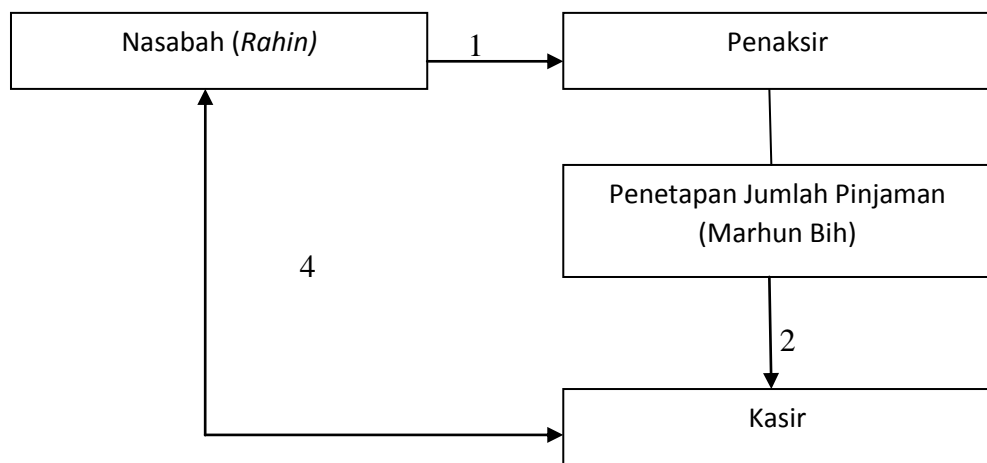 Nasabah (Rahin)
1
Penaksir
Penetapan Jumlah Pinjaman
(Marhun Bih)
4
2
Kasir